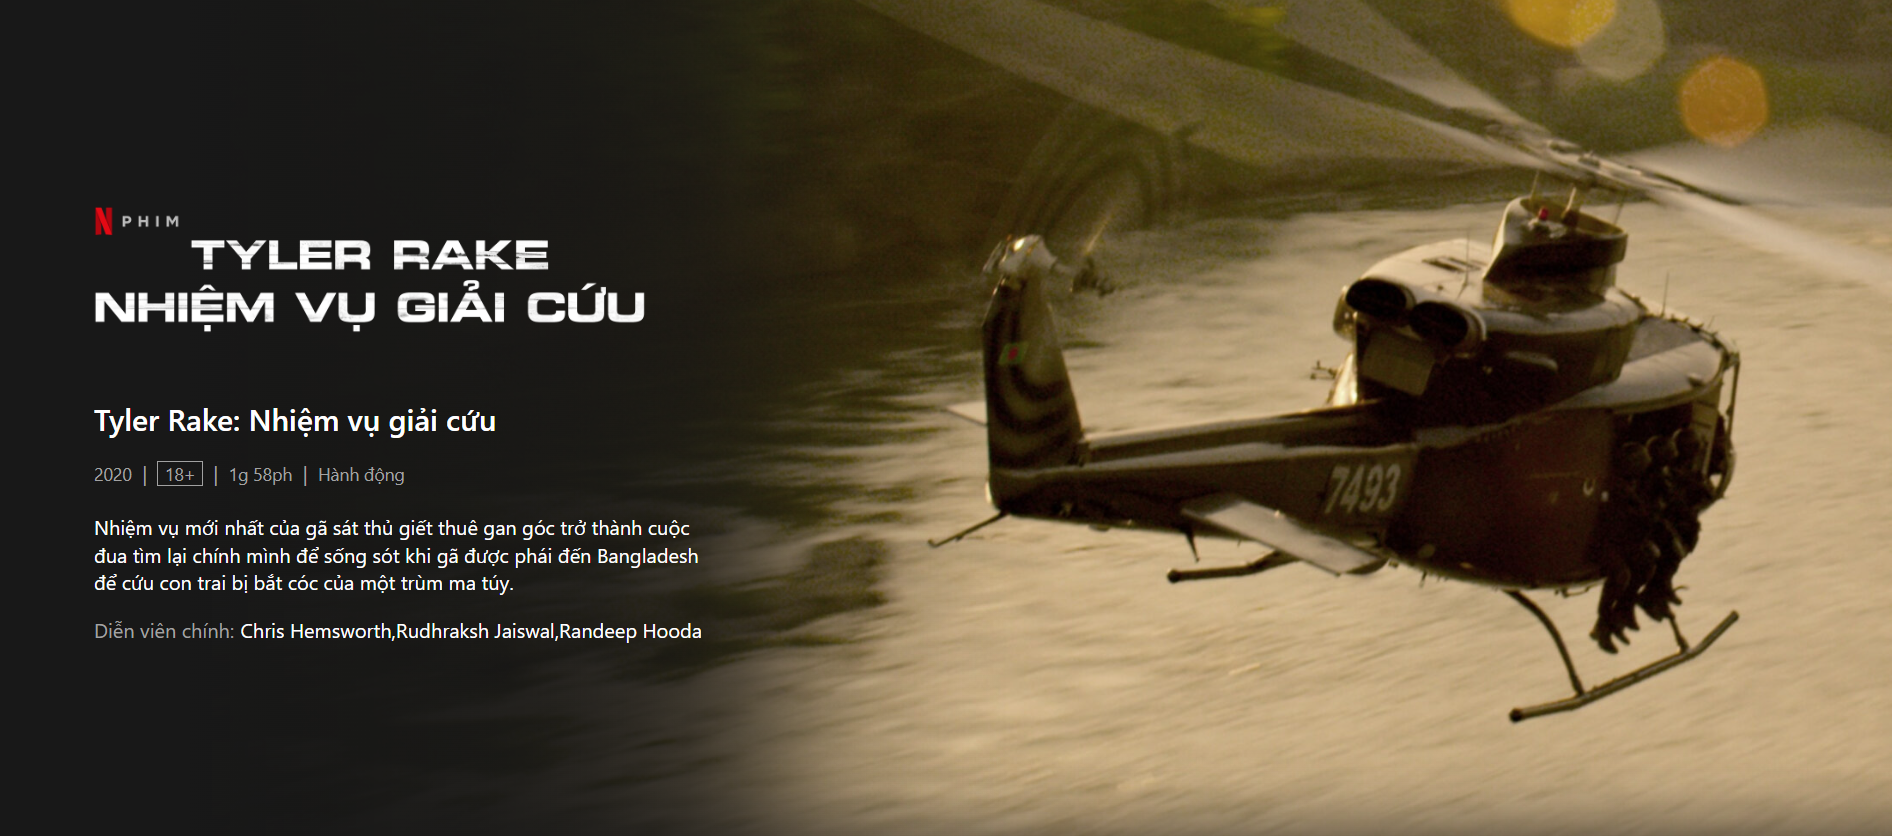 N PHIM
TYLER RAKE
NHIỆM VỤ GIẢI CỨU
Tyler Rake: Nhiệm vụ giải cứu
2020 | 18+ | 1g 58ph | Hành động
Nhiệm vụ mới nhất của gã sát thủ giết thuê gan góc trở thành cuộc
đua tìm lại chính mình để sống sót khi gã được phái đến Bangladesh
để cứu con trai bị bắt cóc của một trùm ma túy.
Diễn viên chính: Chris Hemsworth,Rudhraksh Jaiswal,Randeep Hooda
7493